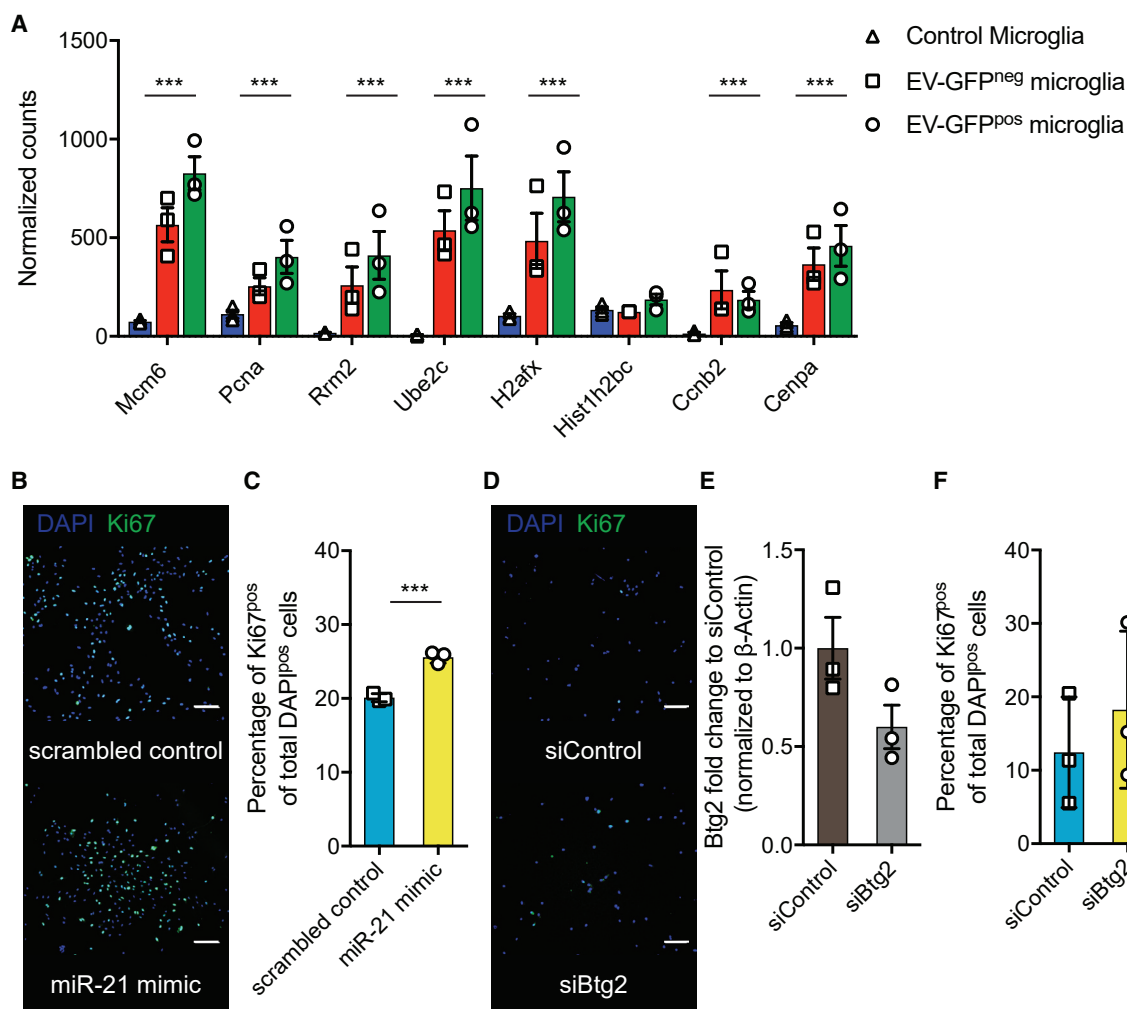 A
1500
1000
500
0
Normalized counts
*** *** *** *** *** *** ***
Control Microglia
EV-GFPneg microglia
EV-GFPpos microglia
Mcm6 Pcna Rrm2 Ube2c H2afx Hist1h2bc Ccnb2 Cenpa
B
DAPI Ki67
scrambled control
miR-21 mimic
C
Percentage of Ki67pos
of total DAPIpos cells
40
30
20
10
0
***
scrambled control
miR-21 mimic
D
DAPI Ki67
siControl
siBtg2
E
Btg2 fold change to siControl
(normalized to β-Actin)
1.5
1.0
0.5
0.0
siControl
siBtg2
F
Percentage of Ki67pos
of total DAPIpos cells
40
30
20
10
0
siControl
siBtg2